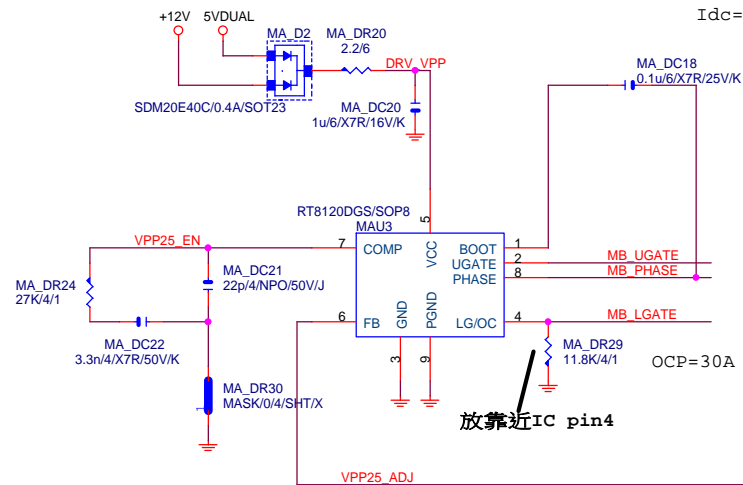 Idc=
+12V
5VDUAL
MA_D2
MA_DR20
2.2/6
DRV_VPP
SDM20E40C/0.4A/SOT23
MA_DC20
1u/6/X7R/16V/K
MA_DC18
0.1u/6/X7R/25V/K
RT8120DGS/SOP8
MAU3
5
VPP25_EN
7
COMP
VCC
BOOT
1
UGATE
2
MB_UGATE
PHASE
8
MB_PHASE
MA_DR24
27K/4/1
MA_DC21
22p/4/NPO/50V/J
6
FB
GND
PGND
LG/OC
4
MB_LGATE
MA_DC22
3.3n/4/X7R/50V/K
3
9
MA_DR29
11.8K/4/1
OCP=30A
MA_DR30
MASK/0/4/SHT/X
1
放靠近IC pin4
VPP25_ADJ